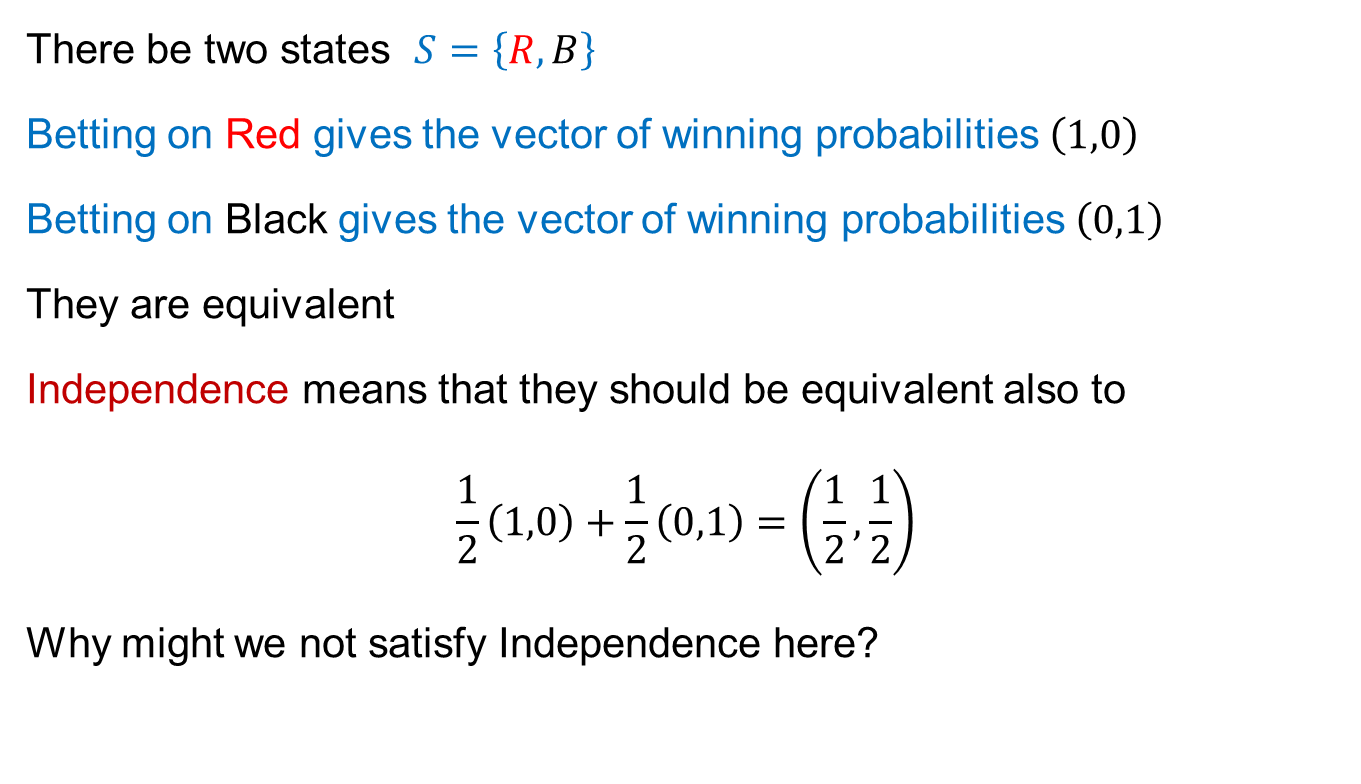 There be two states S = {R, B}
Betting on Red gives the vector of winning probabilities (1,0)
Betting on Black gives the vector of winning probabilities (0,1)
They are equivalent
Independence means that they should be equivalent also to
1/2 (1,0) + 1/2 (0,1) = (1/2, 1/2)
Why might we not satisfy Independence here?